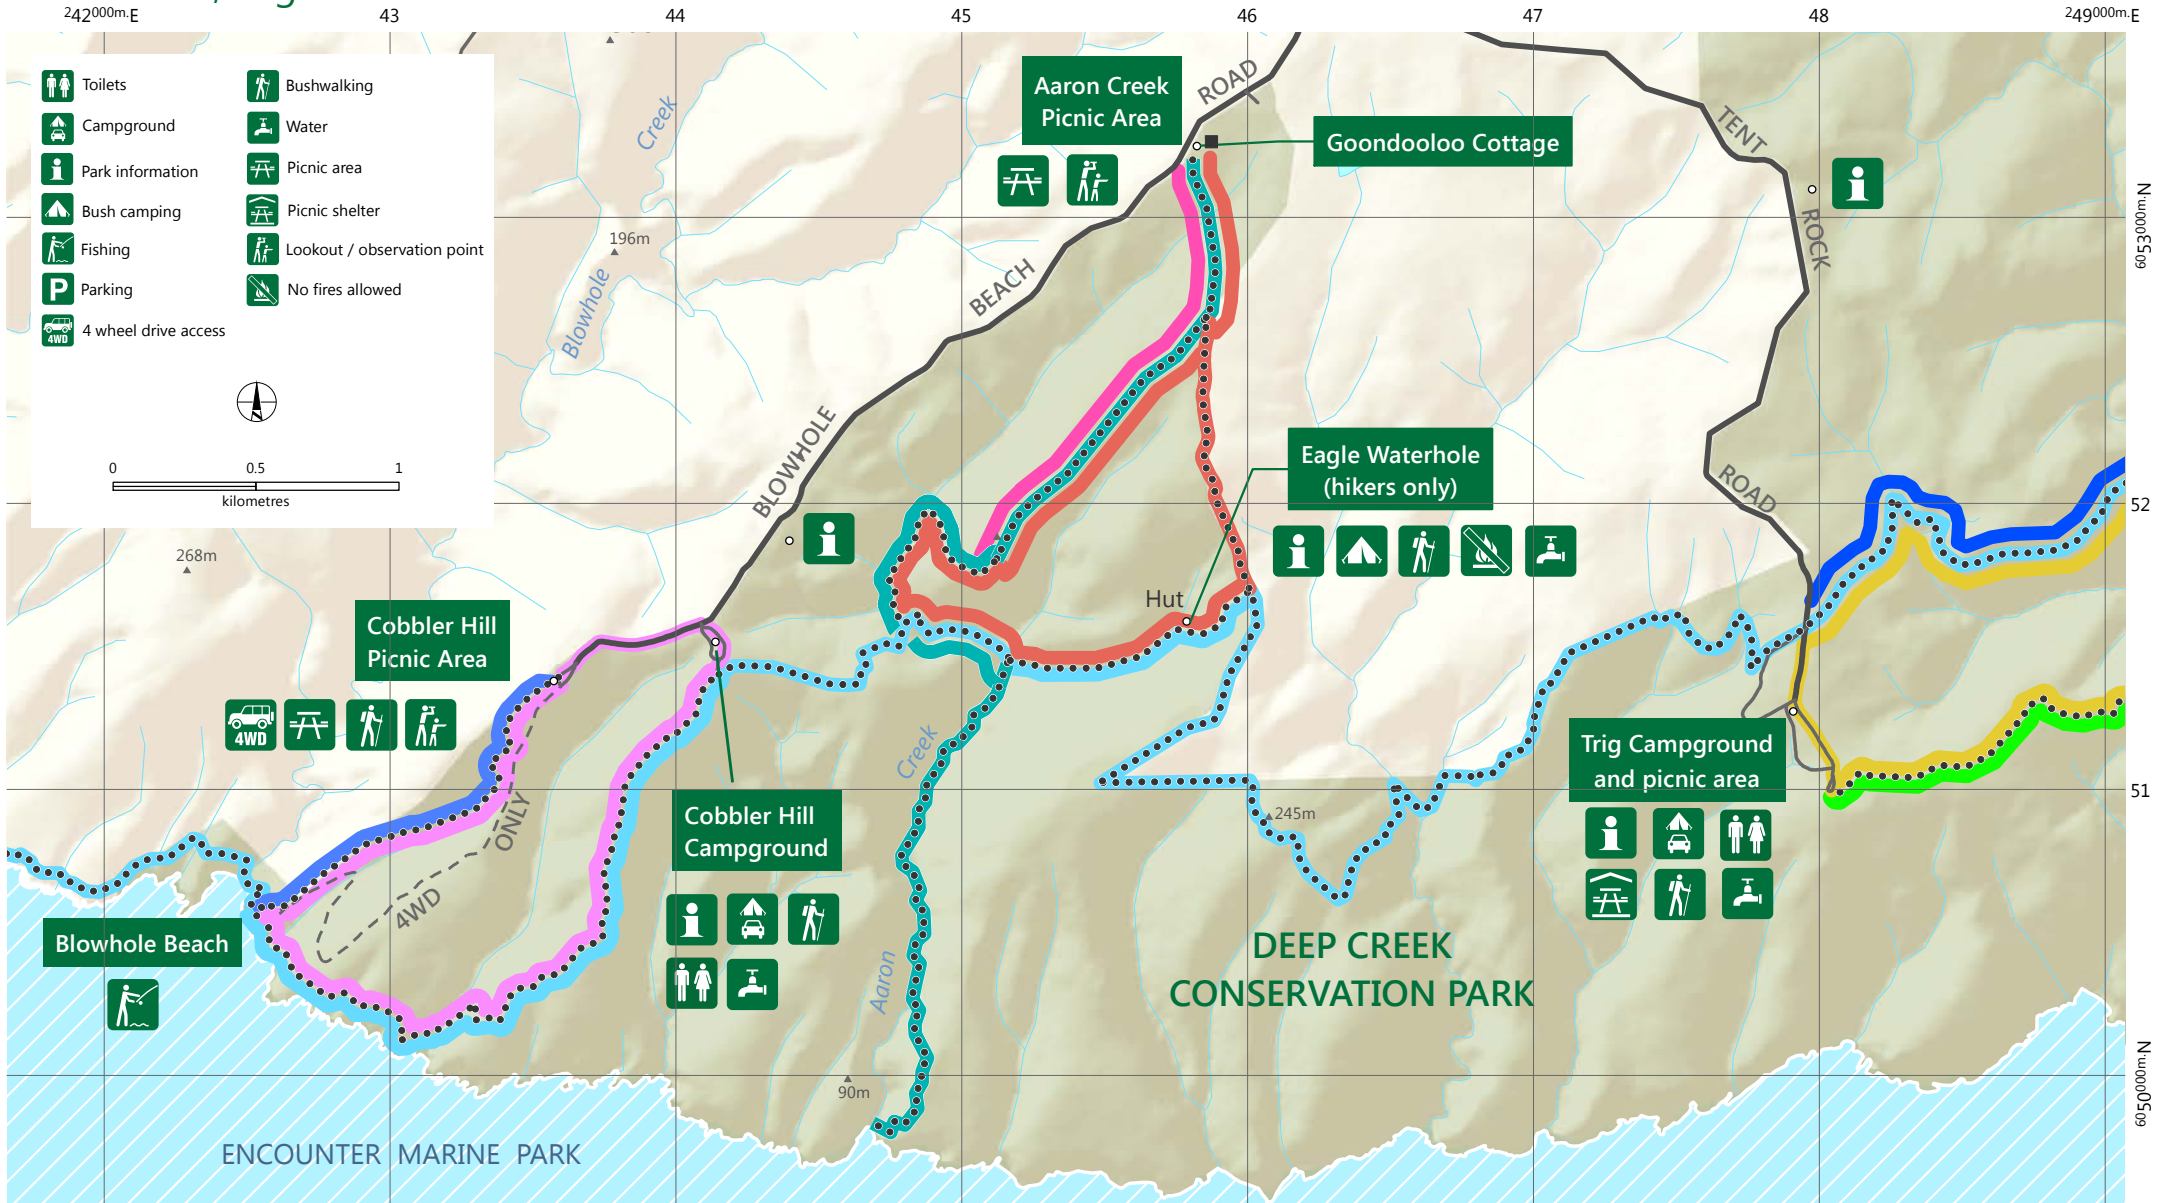 242000m.E
43
44
45
46
47
48
249000m.E
Toilets
Campground
Park information
Bush camping
Fishing
Parking
4WD
4 wheel drive access
Bushwalking
Water
Picnic area
Picnic shelter
Lookout / observation point
No fires allowed
N
0
0.5
1
kilometres
Aaron Creek
Picnic Area
Goondooloo Cottage
ROAD
BEACH
BLOWHOLE
TENT
ROCK
ROAD
Creek
Blowhole
196m
268m
6053000m.N
52
51
6050000m.N
Eagle Waterhole
(hikers only)
Hut
Cobbler Hill
Picnic Area
4WD
ONLY
4WD
Cobbler Hill
Campground
Creek
Aaron
245m
90m
Trig Campground
and picnic area
Blowhole Beach
DEEP CREEK
CONSERVATION PARK
ENCOUNTER MARINE PARK